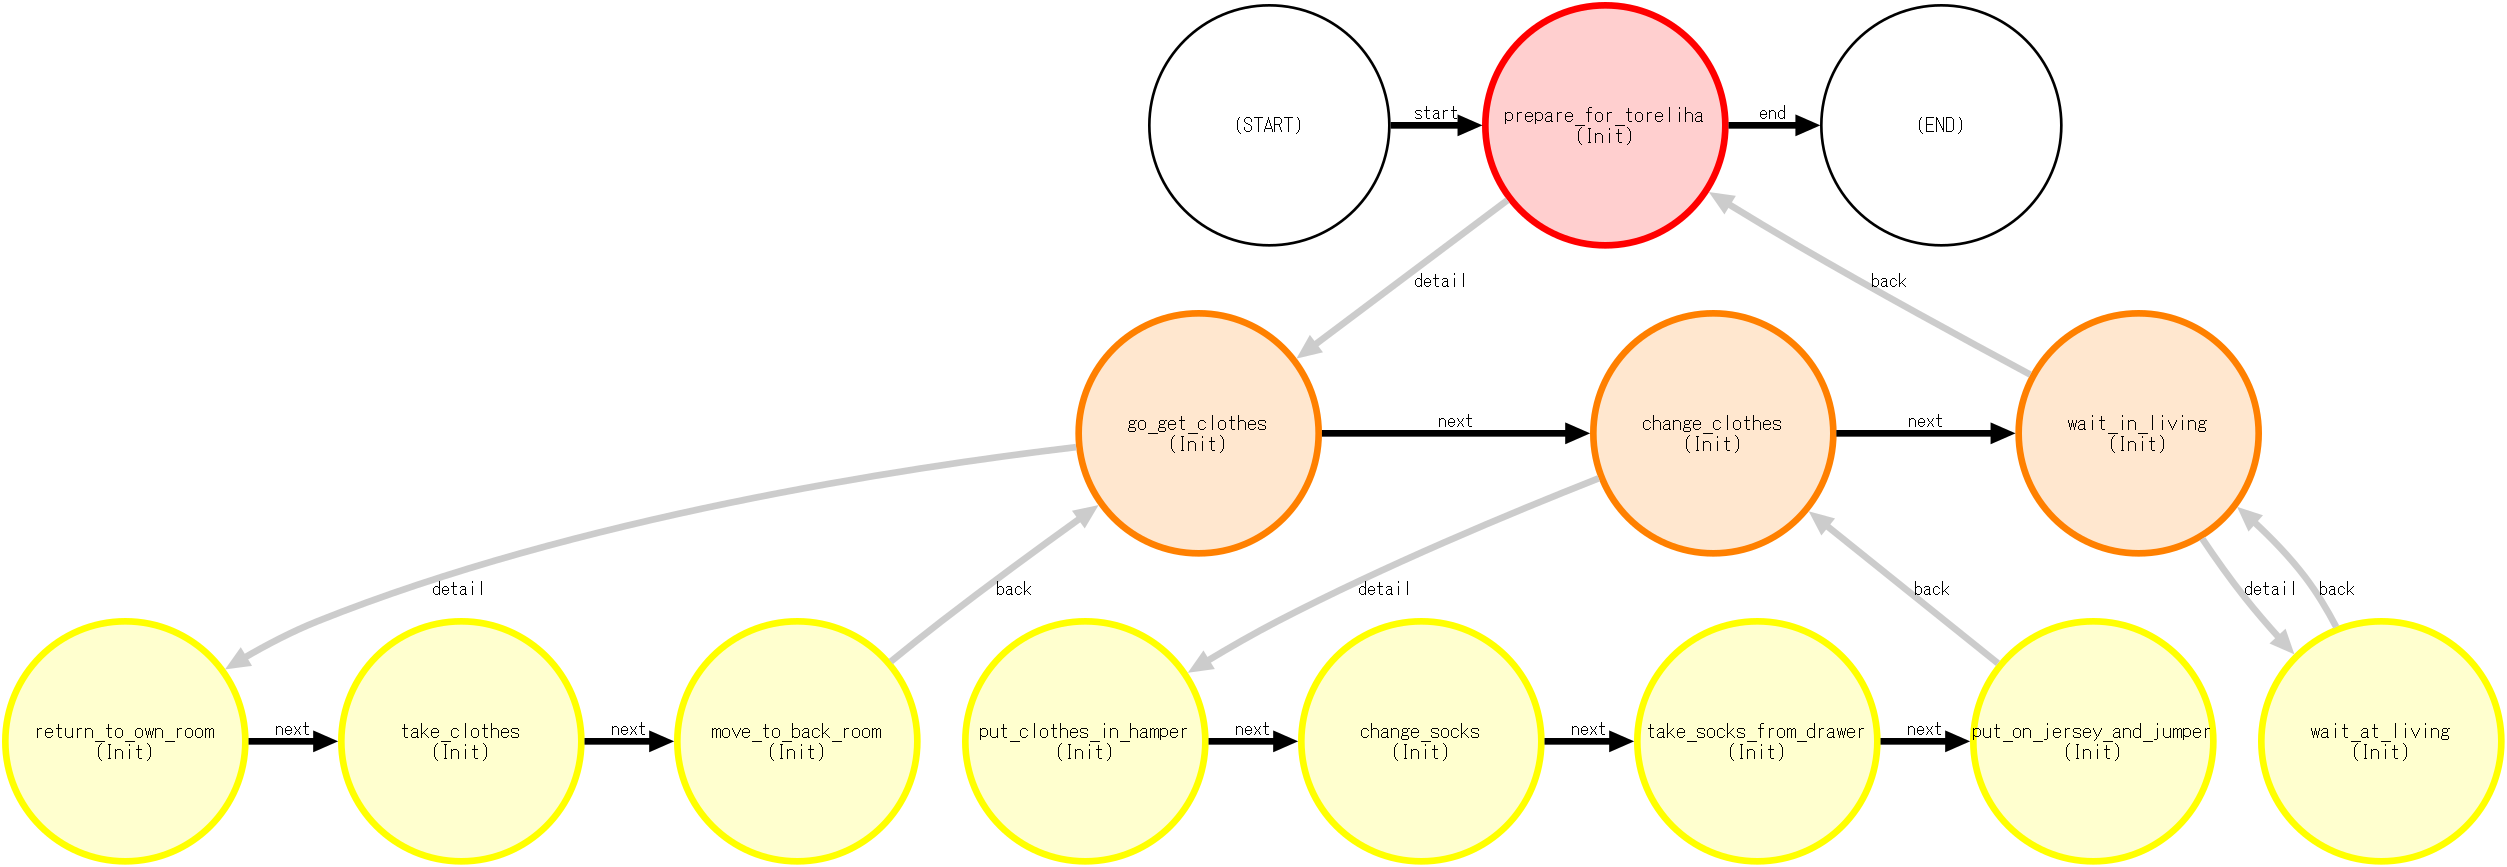 (START)
start
prepare_for_toreliha
(Init)
end
(END)
detail
back
go_get_clothes
(Init)
next
change_clothes
(Init)
next
wait_in_living
(Init)
detail
back
detail
back
detail
back
return_to_own_room
(Init)
next
take_clothes
(Init)
next
move_to_back_room
(Init)
put_clothes_in_hamper
(Init)
next
change_socks
(Init)
next
take_socks_from_drawer
(Init)
next
put_on_jersey_and_jumper
(Init)
wait_at_living
(Init)